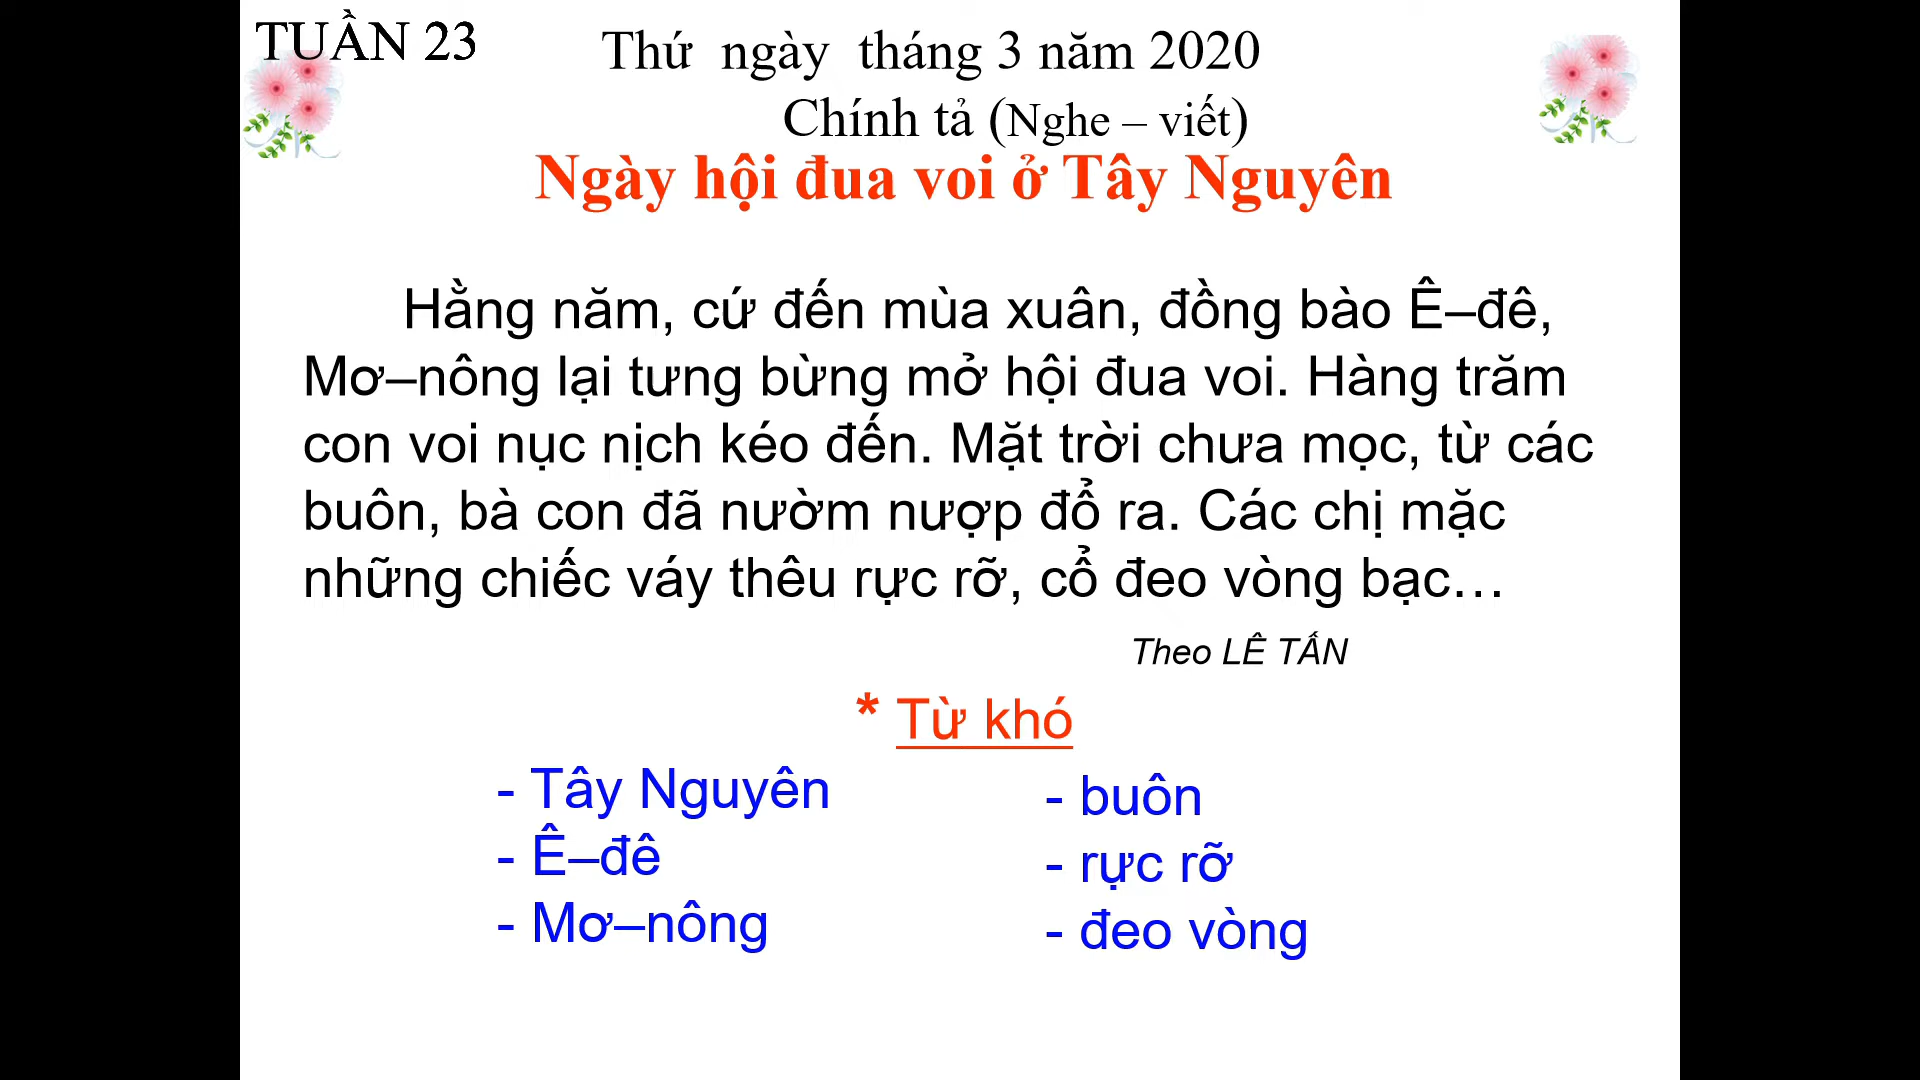 TUẦN 23
Thứ ngày tháng 3 năm 2020
Chính tả (Nghe – viết)
Ngày hội đua voi ở Tây Nguyên
Hằng năm, cứ đến mùa xuân, đồng bào Ê–đê,
Mơ–nông lại tưng bừng mở hội đua voi. Hàng trăm
con voi nục nịch kéo đến. Mặt trời chưa mọc, từ các
buôn, bà con đã nườm nượp đổ ra. Các chị mặc
những chiếc váy thêu rực rỡ, cổ đeo vòng bạc…
Theo LÊ TẤN
* Từ khó
- Tây Nguyên
- Ê–đê
- Mơ–nông
- buôn
- rực rỡ
- đeo vòng